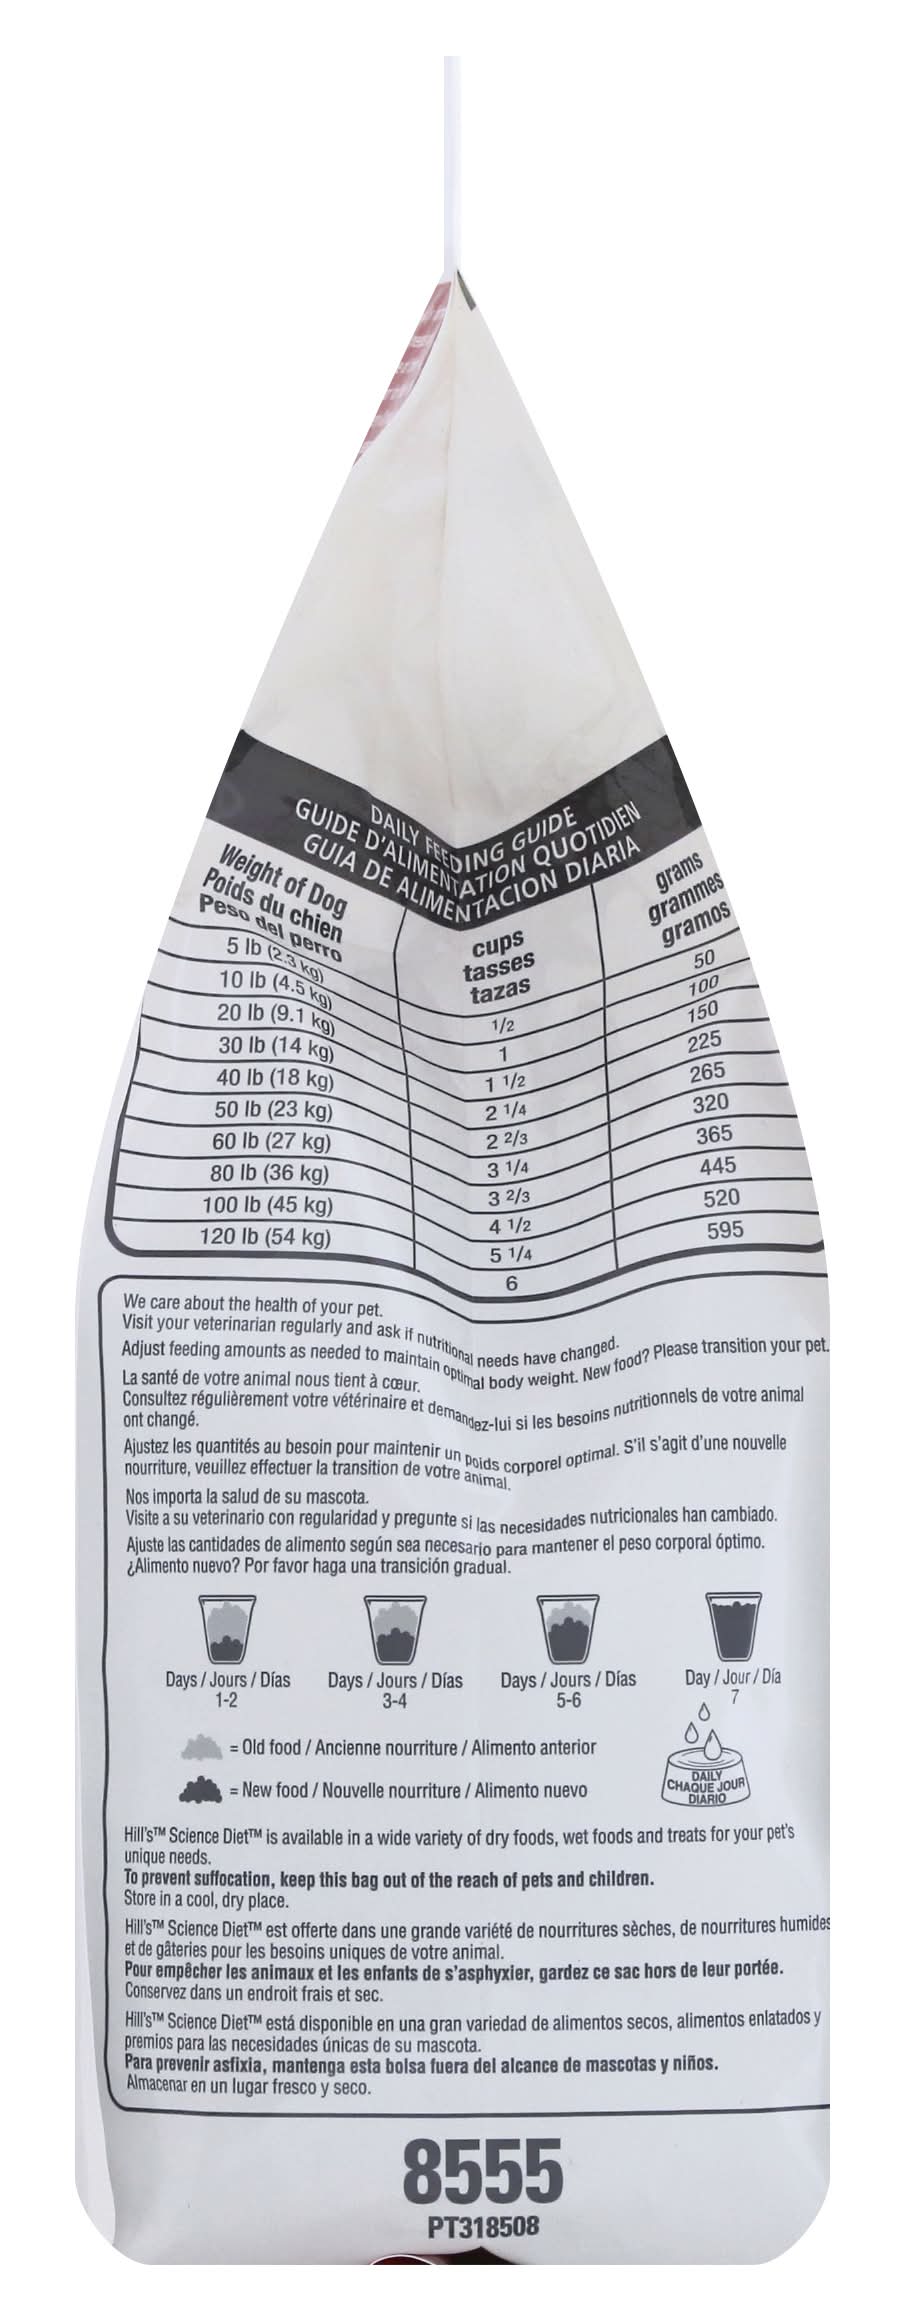 DAILY FEEDING GUIDE
GUIDE D'ALIMENTATION QUOTIDIEN
GUIA DE ALIMENTACION DIARIA
Weight of Dog
Poids du chien
Peso del perro
cups
tasses
tazas
grams
grammes
gramos
5 lb (2.3 kg) 1/2 50
10 lb (4.5 kg) 1 100
20 lb (9.1 kg) 1 1/2 150
30 lb (14 kg) 2 1/4 225
40 lb (18 kg) 2 2/3 265
50 lb (23 kg) 3 1/4 320
60 lb (27 kg) 3 2/3 365
80 lb (36 kg) 4 1/2 445
100 lb (45 kg) 5 1/4 520
120 lb (54 kg) 6 595
We care about the health of your pet.
Visit your veterinarian regularly and ask if nutritional needs have changed.
Adjust feeding amounts as needed to maintain optimal body weight. New food? Please transition your pet.
La santé de votre animal nous tient à cœur.
Consultez régulièrement votre vétérinaire et demandez-lui si les besoins nutritionnels de votre animal
ont changé.
Ajustez les quantités au besoin pour maintenir un poids corporel optimal. S'il s'agit d'une nouvelle
nourriture, veuillez effectuer la transition de votre animal.
Nos importa la salud de su mascota.
Visite a su veterinario con regularidad y pregunte si las necesidades nutricionales han cambiado.
Ajuste las cantidades de alimento según sea necesario para mantener el peso corporal óptimo.
¿Alimento nuevo? Por favor haga una transición gradual.
Days / Jours / Días
1-2
Days / Jours / Días
3-4
Days / Jours / Días
5-6
Day / Jour / Día
7
= Old food / Ancienne nourriture / Alimento anterior
= New food / Nouvelle nourriture / Alimento nuevo
DAILY
CHAQUE JOUR
DIARIO
Hill's™ Science Diet™ is available in a wide variety of dry foods, wet foods and treats for your pet's
unique needs.
To prevent suffocation, keep this bag out of the reach of pets and children.
Store in a cool, dry place.
Hill's™ Science Diet™ est offerte dans une grande variété de nourritures sèches, de nourritures humides
et de gâteries pour les besoins uniques de votre animal.
Pour empêcher les animaux et les enfants de s'asphyxier, gardez ce sac hors de leur portée.
Conservez dans un endroit frais et sec.
Hill's™ Science Diet™ está disponible en una gran variedad de alimentos secos, alimentos enlatados y
premios para las necesidades únicas de su mascota.
Para prevenir asfixia, mantenga esta bolsa fuera del alcance de mascotas y niños.
Almacenar en un lugar fresco y seco.
8555
PT318508